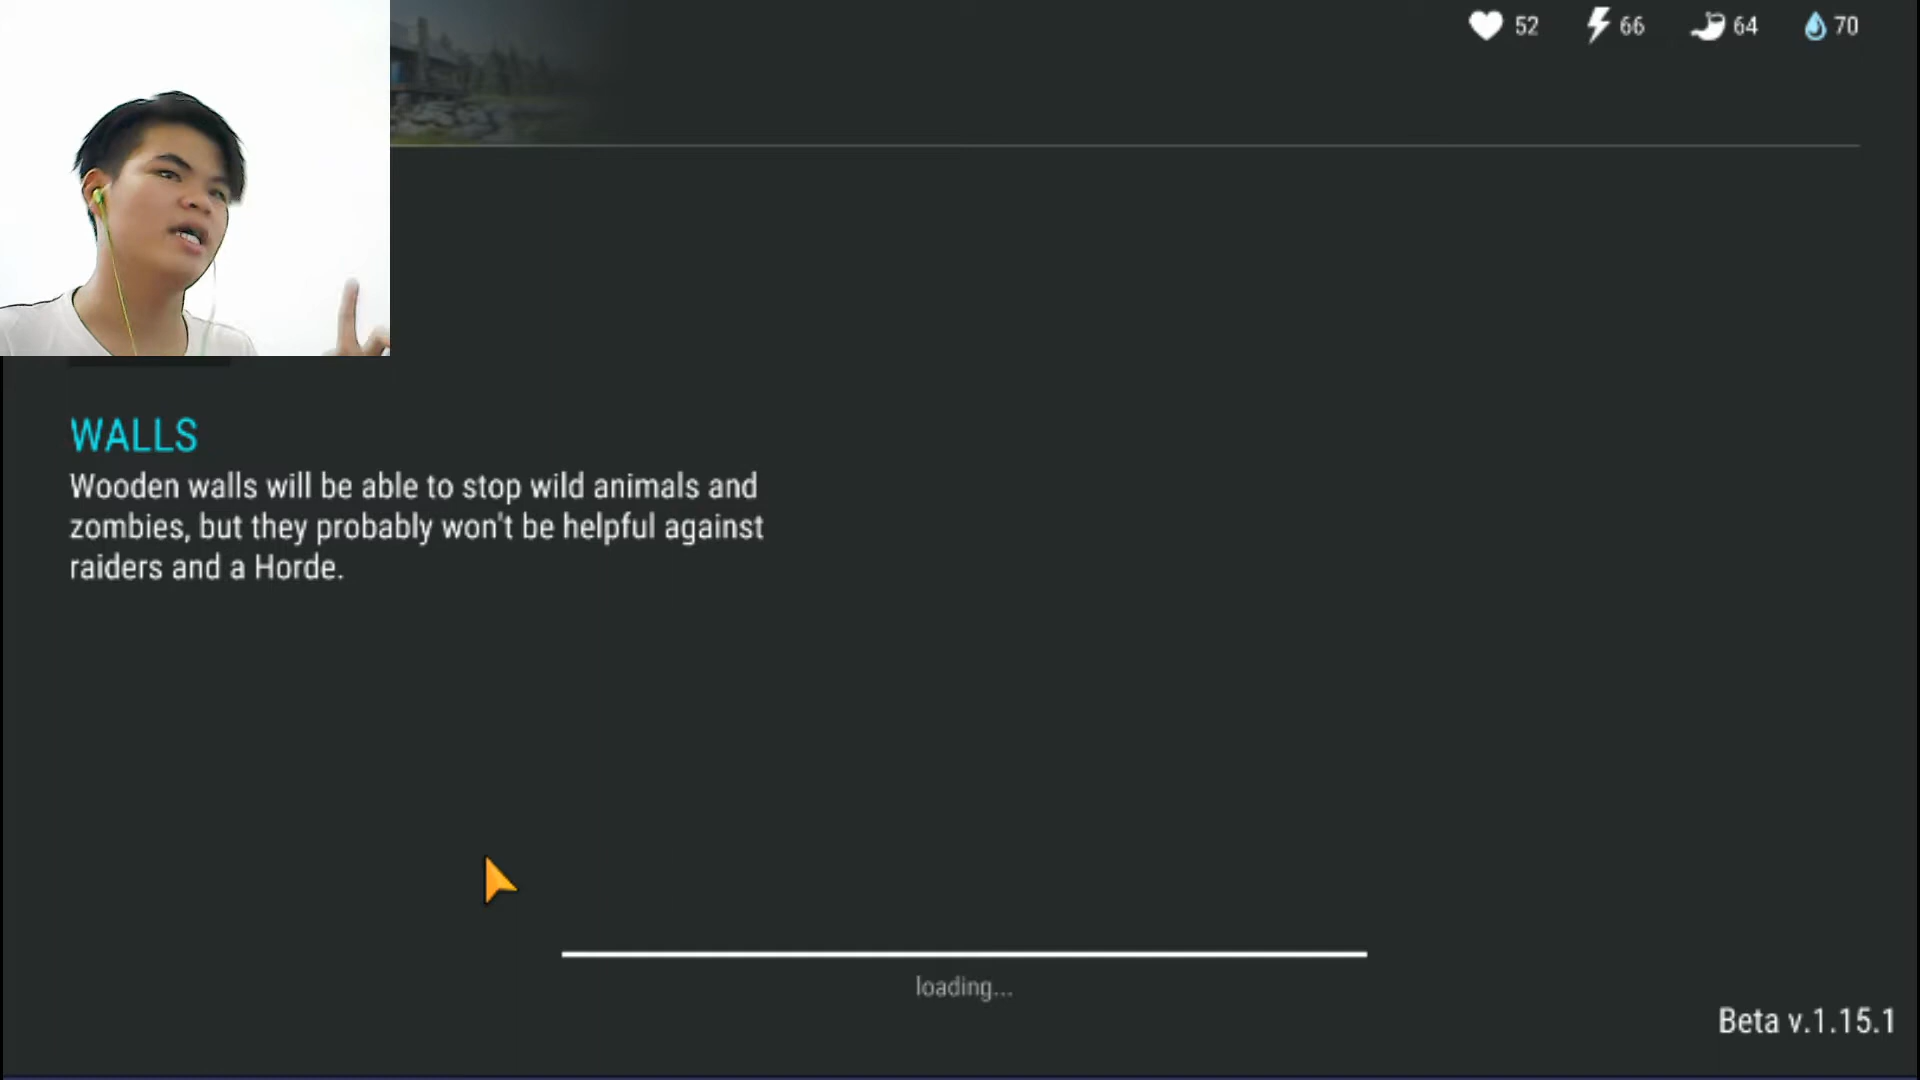 52 66 64 70
WALLS
Wooden walls will be able to stop wild animals and
zombies, but they probably won't be helpful against
raiders and a Horde.
loading...
Beta v.1.15.1